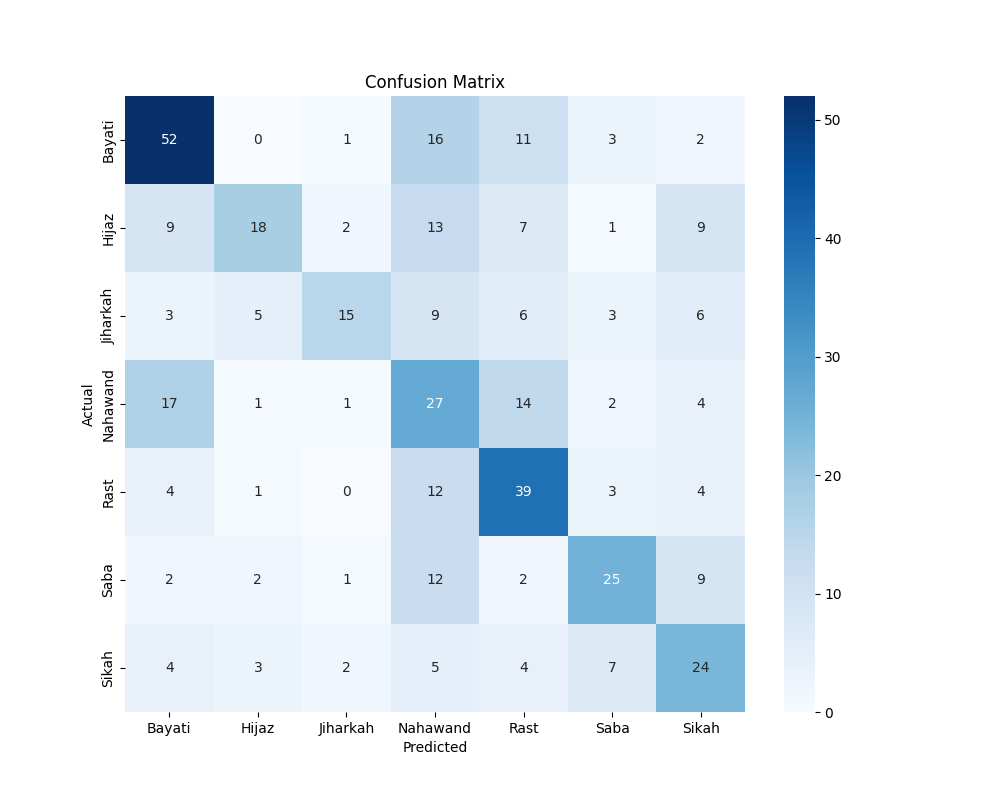 Confusion Matrix
Bayati 52 0 1 16 11 3 2
Hijaz 9 18 2 13 7 1 9
Jiharkah 3 5 15 9 6 3 6
Nahawand 17 1 1 27 14 2 4
Rast 4 1 0 12 39 3 4
Saba 2 2 1 12 2 25 9
Sikah 4 3 2 5 4 7 24
Actual
Bayati Hijaz Jiharkah Nahawand Rast Saba Sikah
Predicted
50
40
30
20
10
0